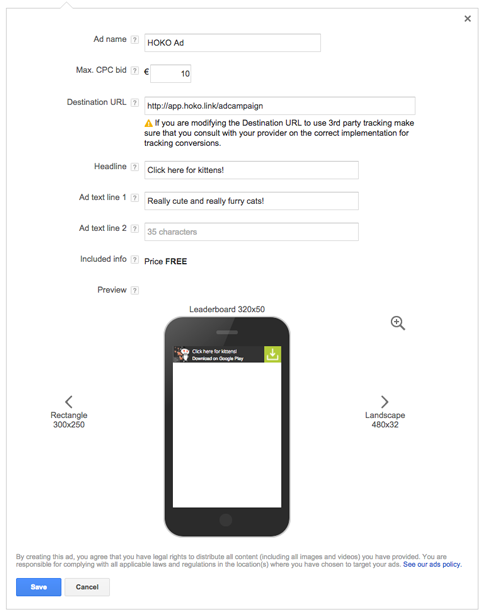 Ad name ? HOKO Ad
Max. CPC bid ? € 10
Destination URL ? http://app.hoko.link/adcampaign
If you are modifying the Destination URL to use 3rd party tracking make
sure that you consult with your provider on the correct implementation for
tracking conversions.
Headline ? Click here for kittens!
Ad text line 1 ? Really cute and really furry cats!
Ad text line 2 ? 35 characters
Included info ? Price FREE
Preview ?
Leaderboard 320x50
Click here for kittens!
Download on Google Play
Rectangle
300x250
Landscape
480x32
By creating this ad, you agree that you have legal rights to distribute all content (including all images and videos) you have provided. You are
responsible for complying with all applicable laws and regulations in the location(s) where you have chosen to target your ads. See our ads policy.
Save Cancel